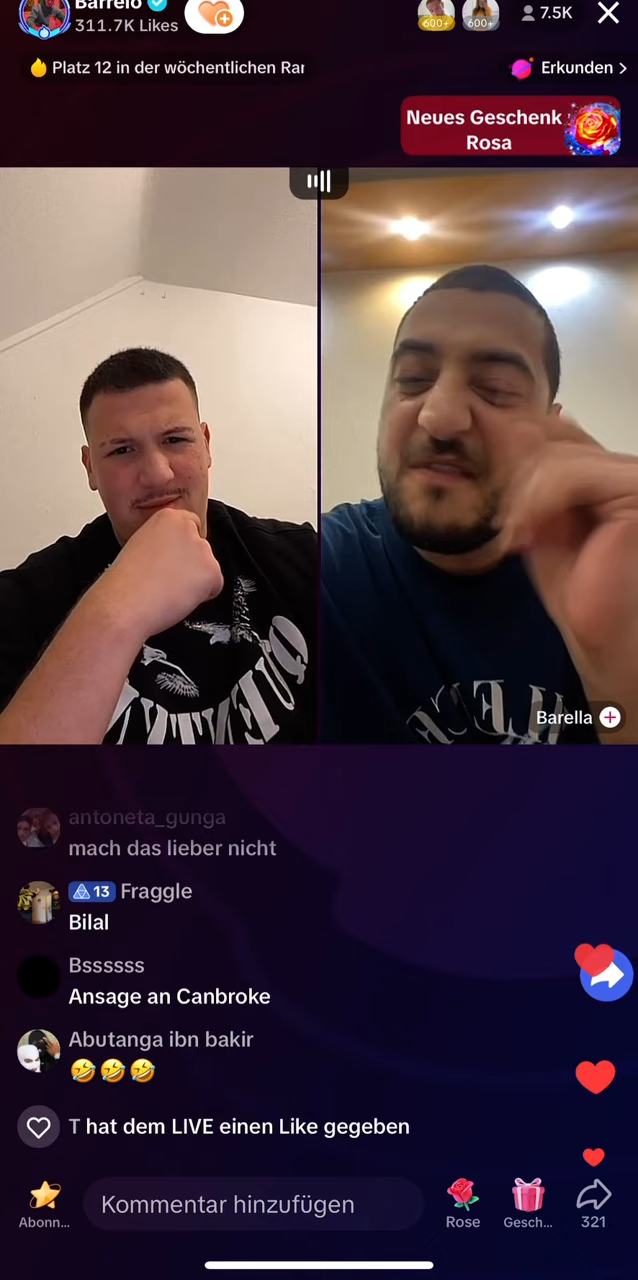 Barrelo
311.7K Likes
600+
600+
7.5K
Platz 12 in der wöchentlichen Rar
Erkunden >
Neues Geschenk
Rosa
Barella
antoneta_gunga
mach das lieber nicht
13 Fraggle
Bilal
Bssssss
Ansage an Canbroke
Abutanga ibn bakir
🤣🤣🤣
T hat dem LIVE einen Like gegeben
Abonn...
Kommentar hinzufügen
Rose
Gesch...
321